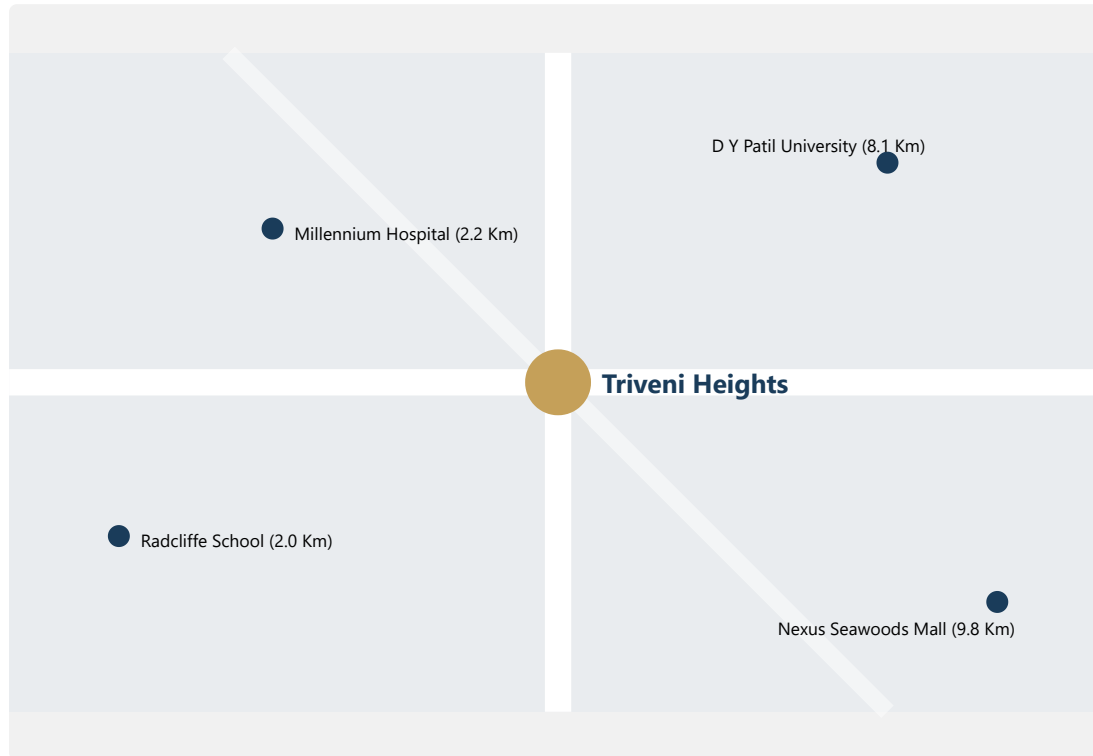 D Y Patil University (8.1 Km)
Millennium Hospital (2.2 Km)
Triveni Heights
Radcliffe School (2.0 Km)
Nexus Seawoods Mall (9.8 Km)